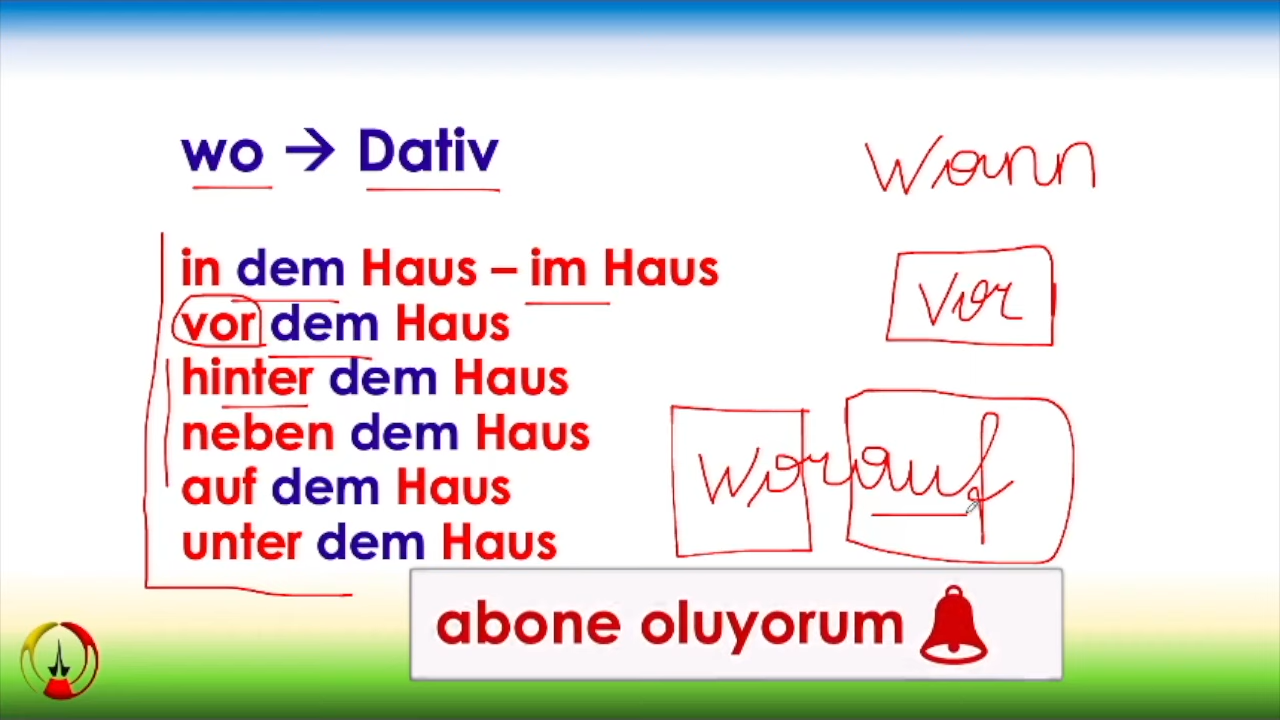 wo → Dativ
wann
in dem Haus – im Haus
vor dem Haus
vor
hinter dem Haus
neben dem Haus
worauf
auf dem Haus
unter dem Haus
abone oluyorum